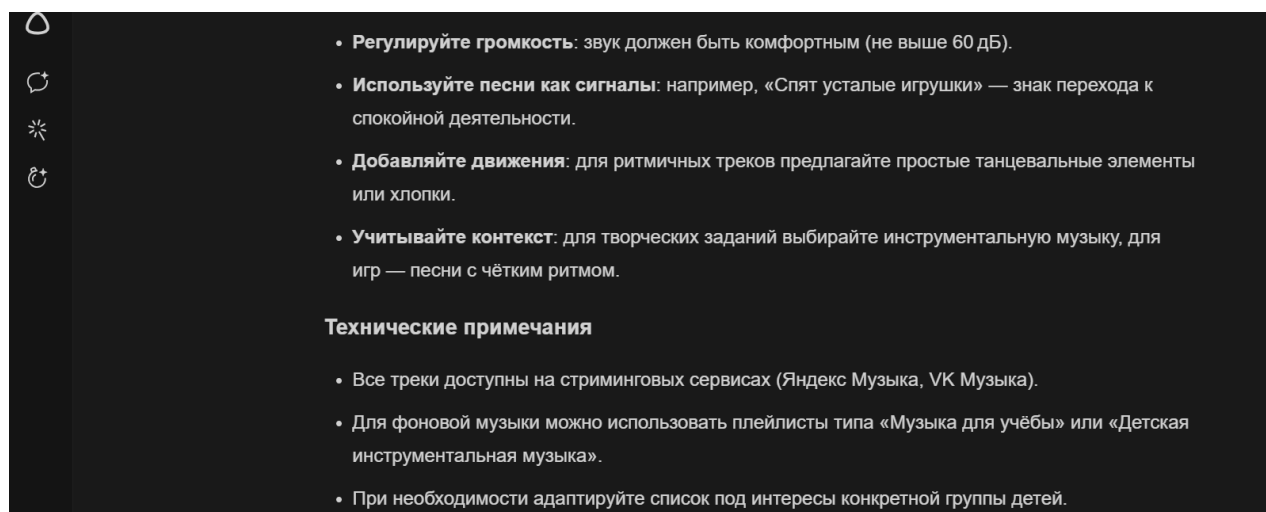 • Регулируйте громкость: звук должен быть комфортным (не выше 60 дБ).
• Используйте песни как сигналы: например, «Спят усталые игрушки» — знак перехода к
спокойной деятельности.
• Добавляйте движения: для ритмичных треков предлагайте простые танцевальные элементы
или хлопки.
• Учитывайте контекст: для творческих заданий выбирайте инструментальную музыку, для
игр — песни с чётким ритмом.
Технические примечания
• Все треки доступны на стриминговых сервисах (Яндекс Музыка, VK Музыка).
• Для фоновой музыки можно использовать плейлисты типа «Музыка для учёбы» или «Детская
инструментальная музыка».
• При необходимости адаптируйте список под интересы конкретной группы детей.